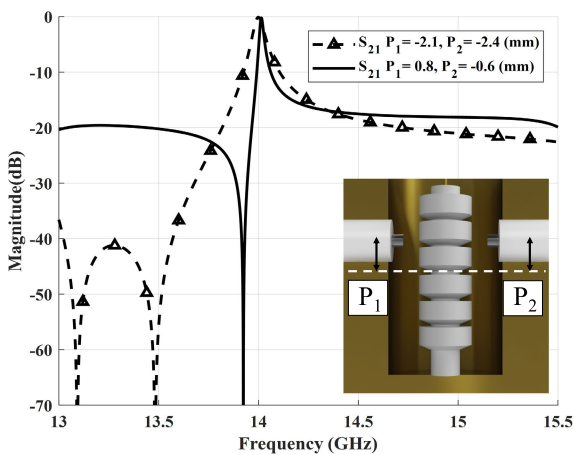 Magnitude(dB)
0
-10
-20
-30
-40
-50
-60
-70
S21 P1= -2.1, P2= -2.4 (mm)
S21 P1= 0.8, P2= -0.6 (mm)
P1
P2
13
13.5
14
14.5
15
15.5
Frequency (GHz)